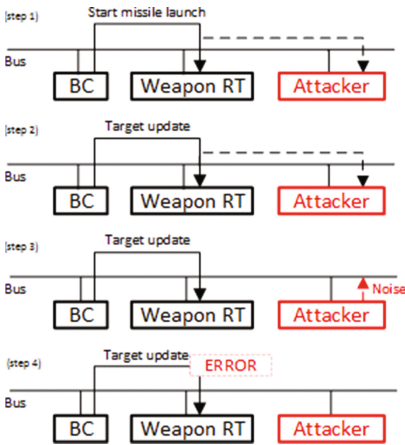 (step 1)
Start missile launch
Bus
BC
Weapon RT
Attacker
(step 2)
Target update
Bus
BC
Weapon RT
Attacker
(step 3)
Target update
Bus
BC
Weapon RT
Attacker
Noise
(step 4)
Target update
ERROR
Bus
BC
Weapon RT
Attacker